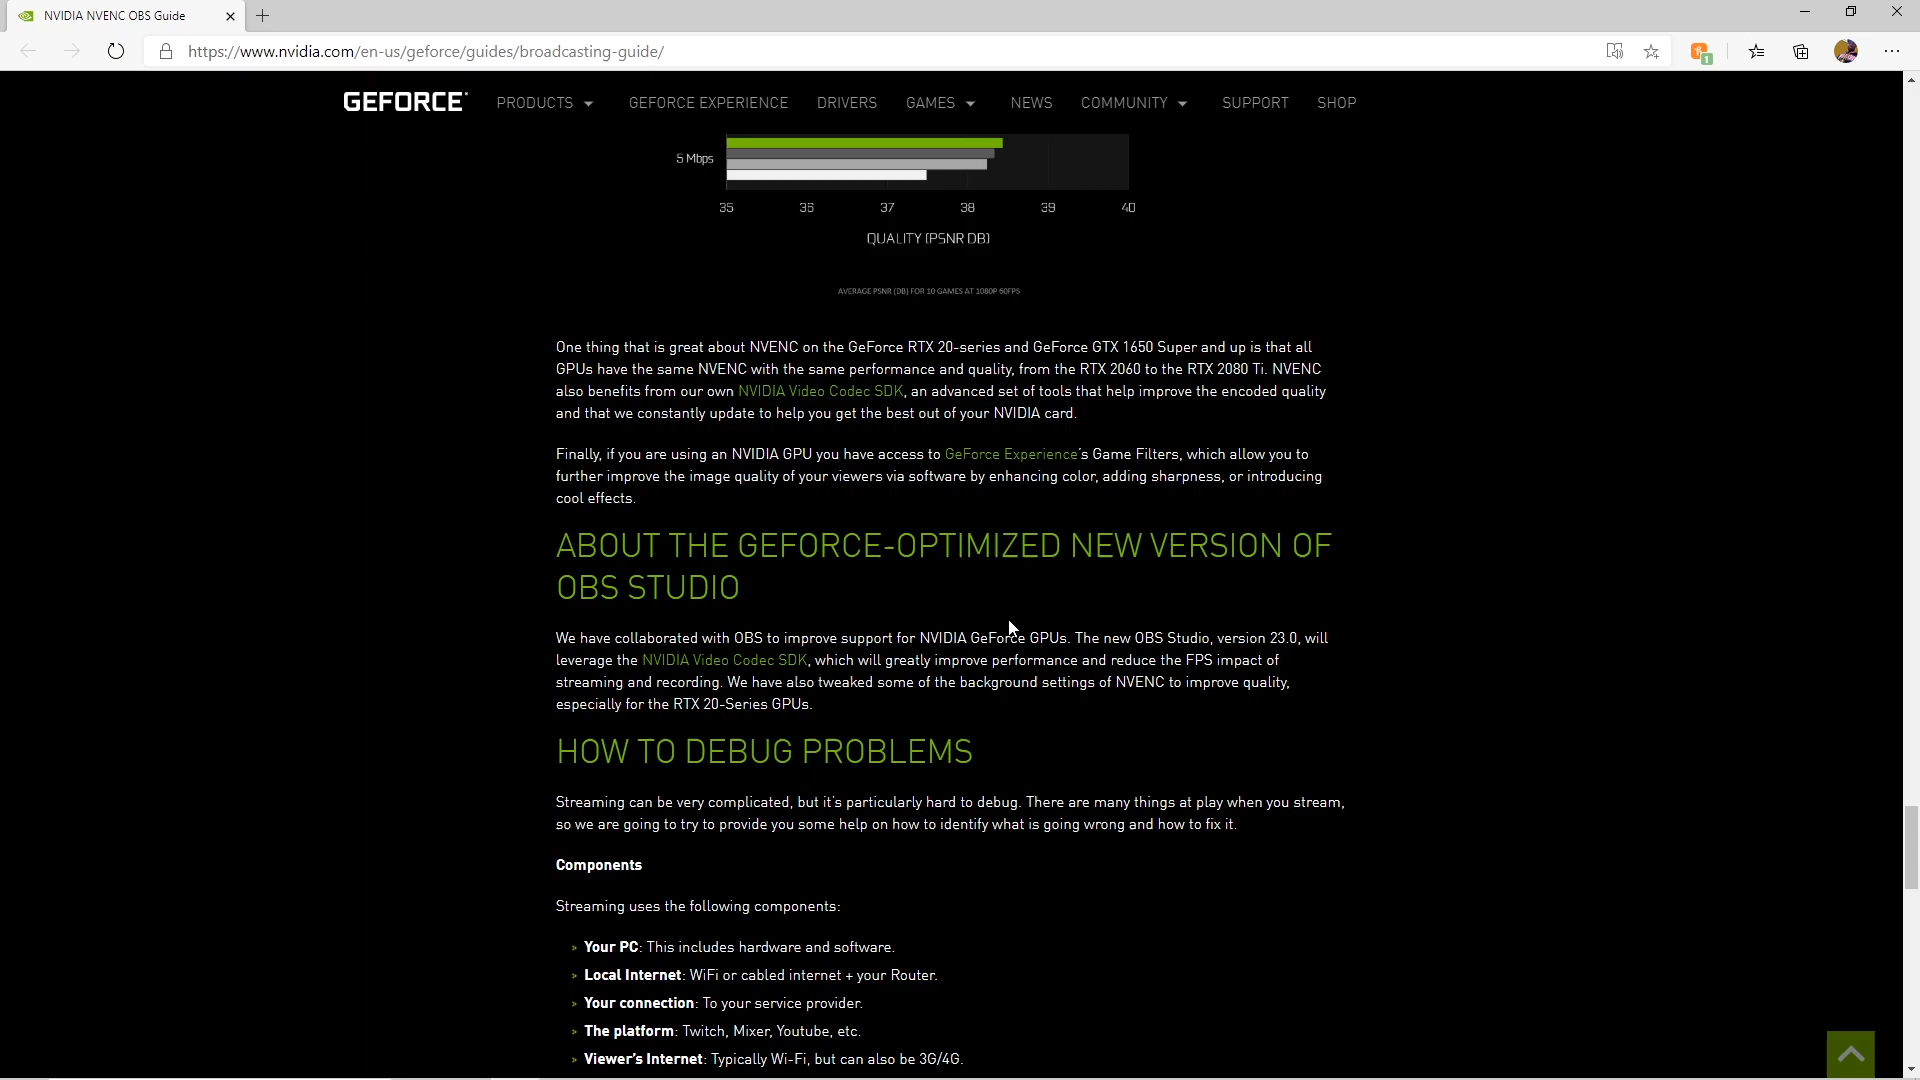 NVIDIA NVENC OBS Guide
https://www.nvidia.com/en-us/geforce/guides/broadcasting-guide/
1
GEFORCE PRODUCTS GEFORCE EXPERIENCE DRIVERS GAMES NEWS COMMUNITY SUPPORT SHOP
5 Mbps
35 36 37 38 39 40
QUALITY (PSNR DB)
AVERAGE PSNR (DB) FOR 10 GAMES AT 1080P 60FPS
One thing that is great about NVENC on the GeForce RTX 20-series and GeForce GTX 1650 Super and up is that all
GPUs have the same NVENC with the same performance and quality, from the RTX 2060 to the RTX 2080 Ti. NVENC
also benefits from our own NVIDIA Video Codec SDK, an advanced set of tools that help improve the encoded quality
and that we constantly update to help you get the best out of your NVIDIA card.
Finally, if you are using an NVIDIA GPU you have access to GeForce Experience's Game Filters, which allow you to
further improve the image quality of your viewers via software by enhancing color, adding sharpness, or introducing
cool effects.
ABOUT THE GEFORCE-OPTIMIZED NEW VERSION OF
OBS STUDIO
We have collaborated with OBS to improve support for NVIDIA GeForce GPUs. The new OBS Studio, version 23.0, will
leverage the NVIDIA Video Codec SDK, which will greatly improve performance and reduce the FPS impact of
streaming and recording. We have also tweaked some of the background settings of NVENC to improve quality,
especially for the RTX 20-Series GPUs.
HOW TO DEBUG PROBLEMS
Streaming can be very complicated, but it's particularly hard to debug. There are many things at play when you stream,
so we are going to try to provide you some help on how to identify what is going wrong and how to fix it.
Components
Streaming uses the following components:
Your PC: This includes hardware and software.
Local Internet: WiFi or cabled internet + your Router.
Your connection: To your service provider.
The platform: Twitch, Mixer, Youtube, etc.
Viewer's Internet: Typically Wi-Fi, but can also be 3G/4G.